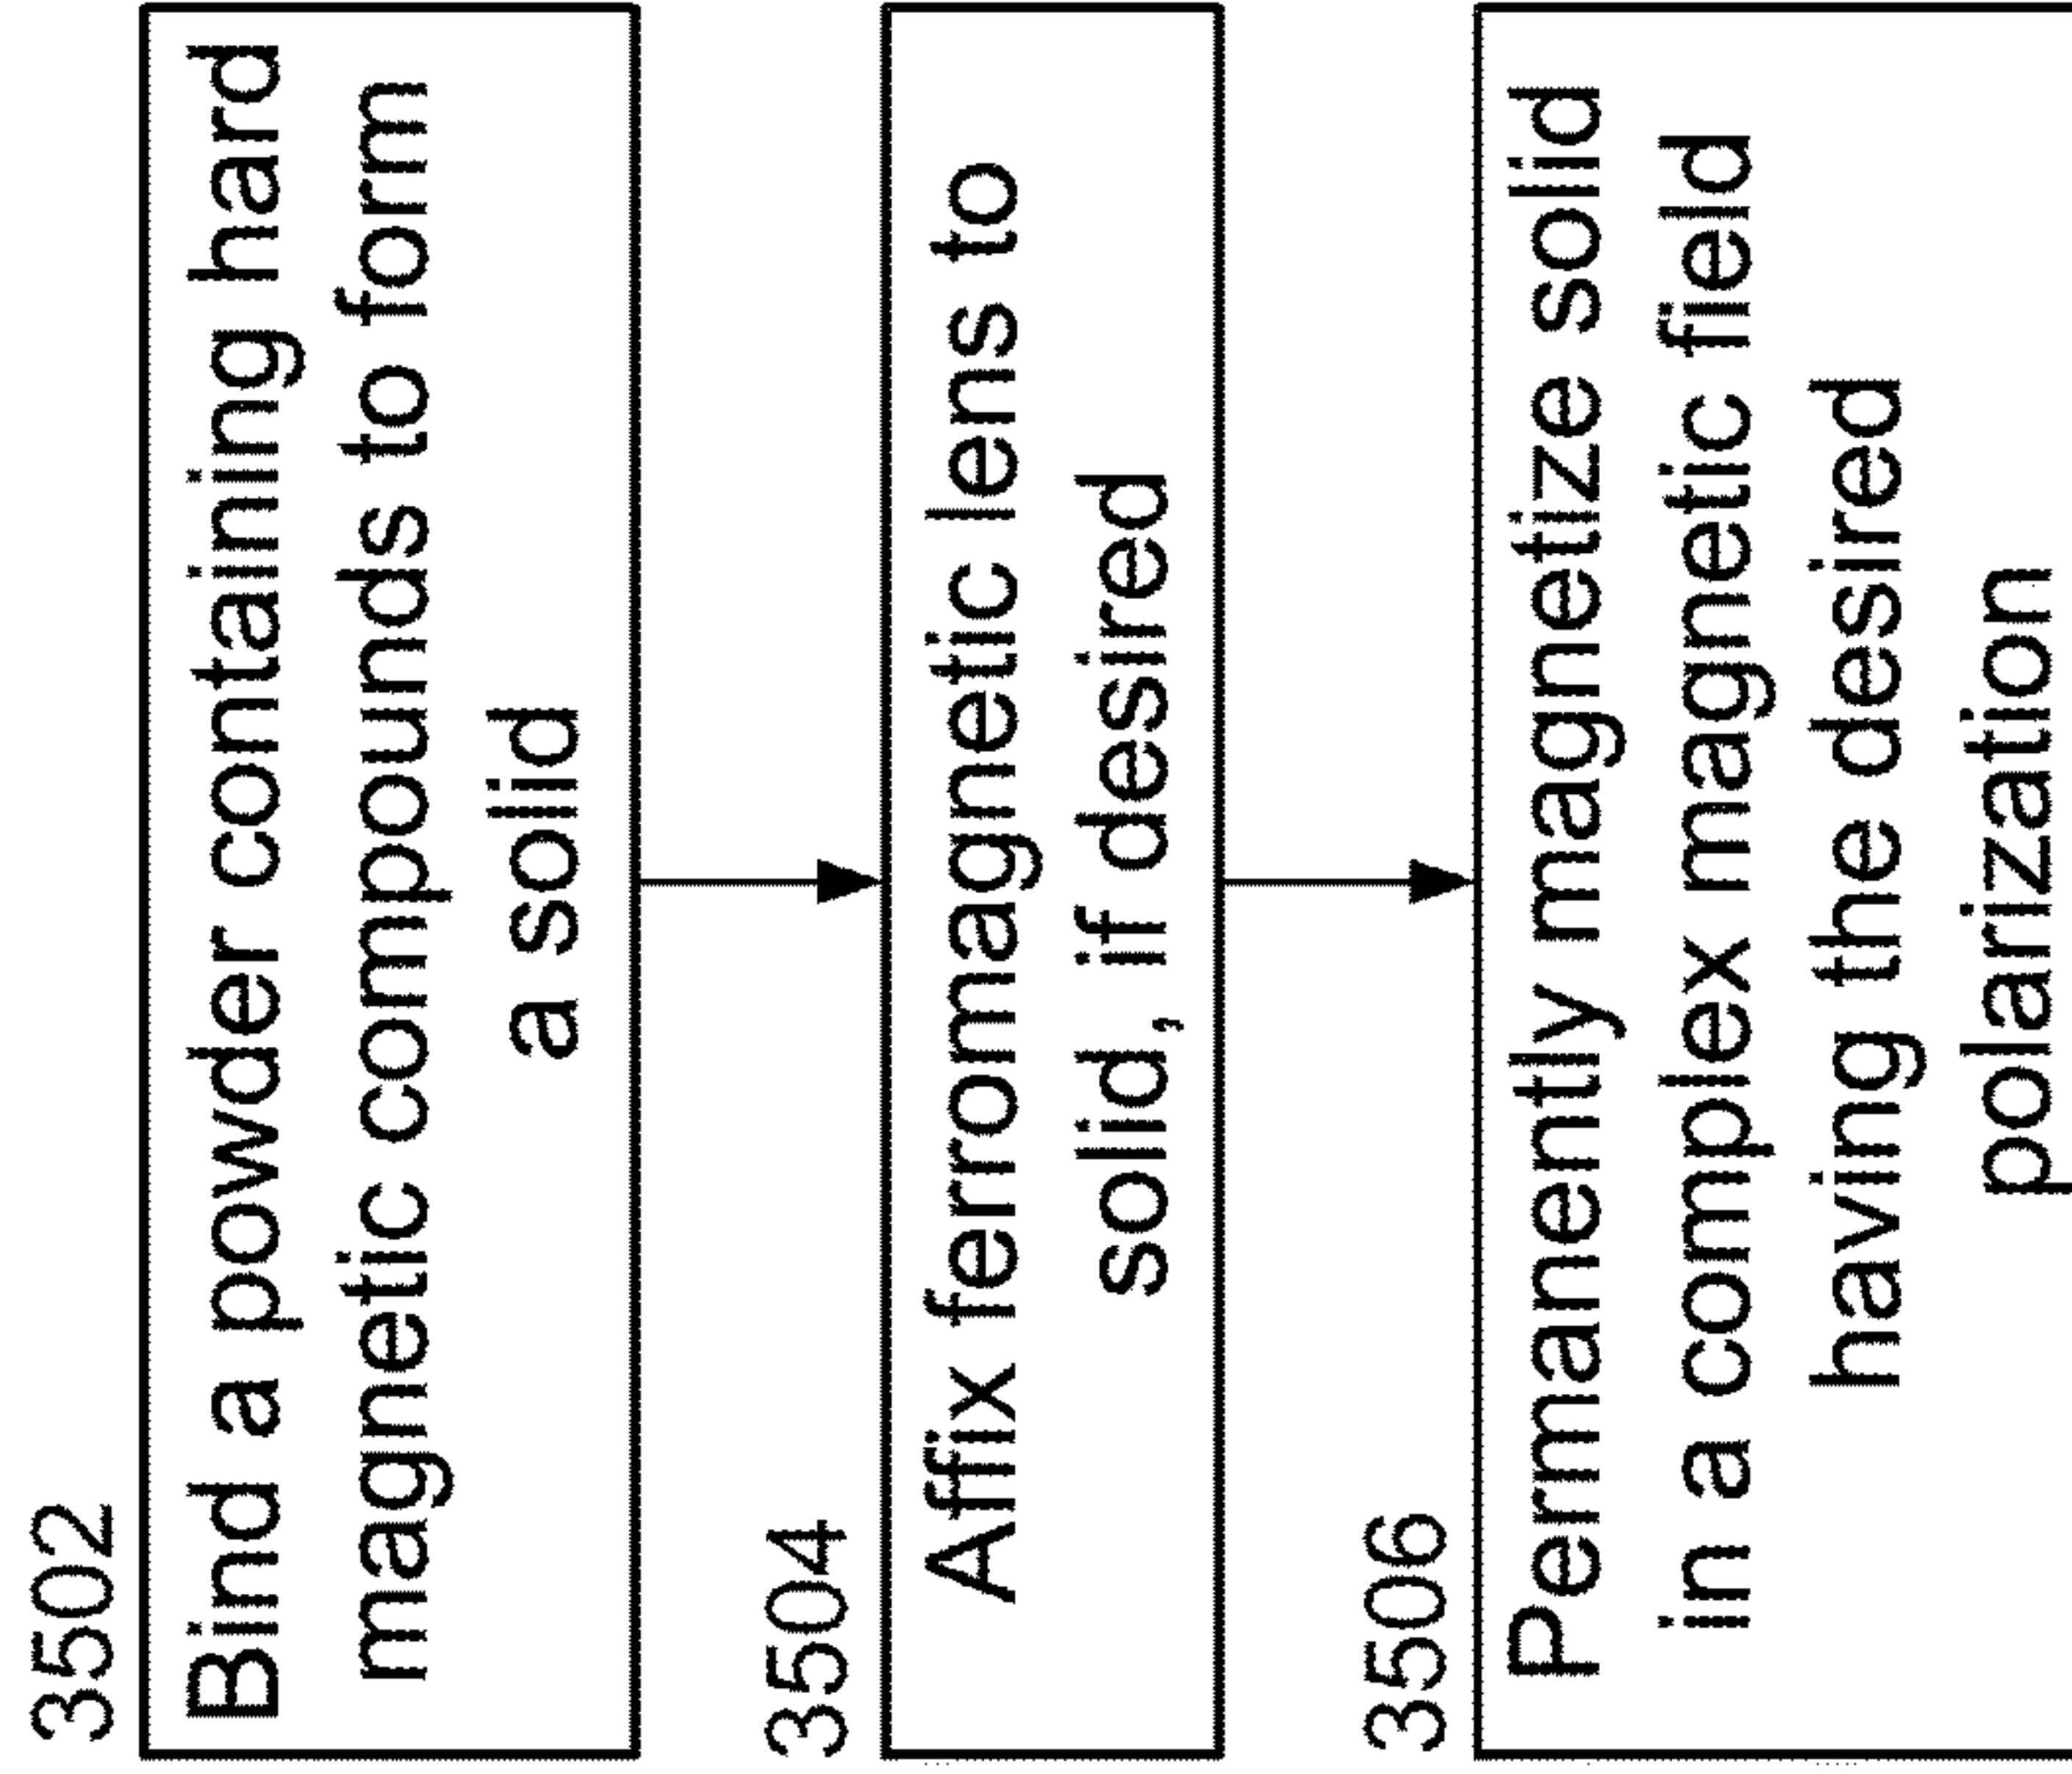 3502
Bind a powder containing hard
magnetic compounds to form
a solid
3504
Affix ferromagnetic lens to
solid, if desired
3506
Permanently magnetize solid
in a complex magnetic field
having the desired
polarization